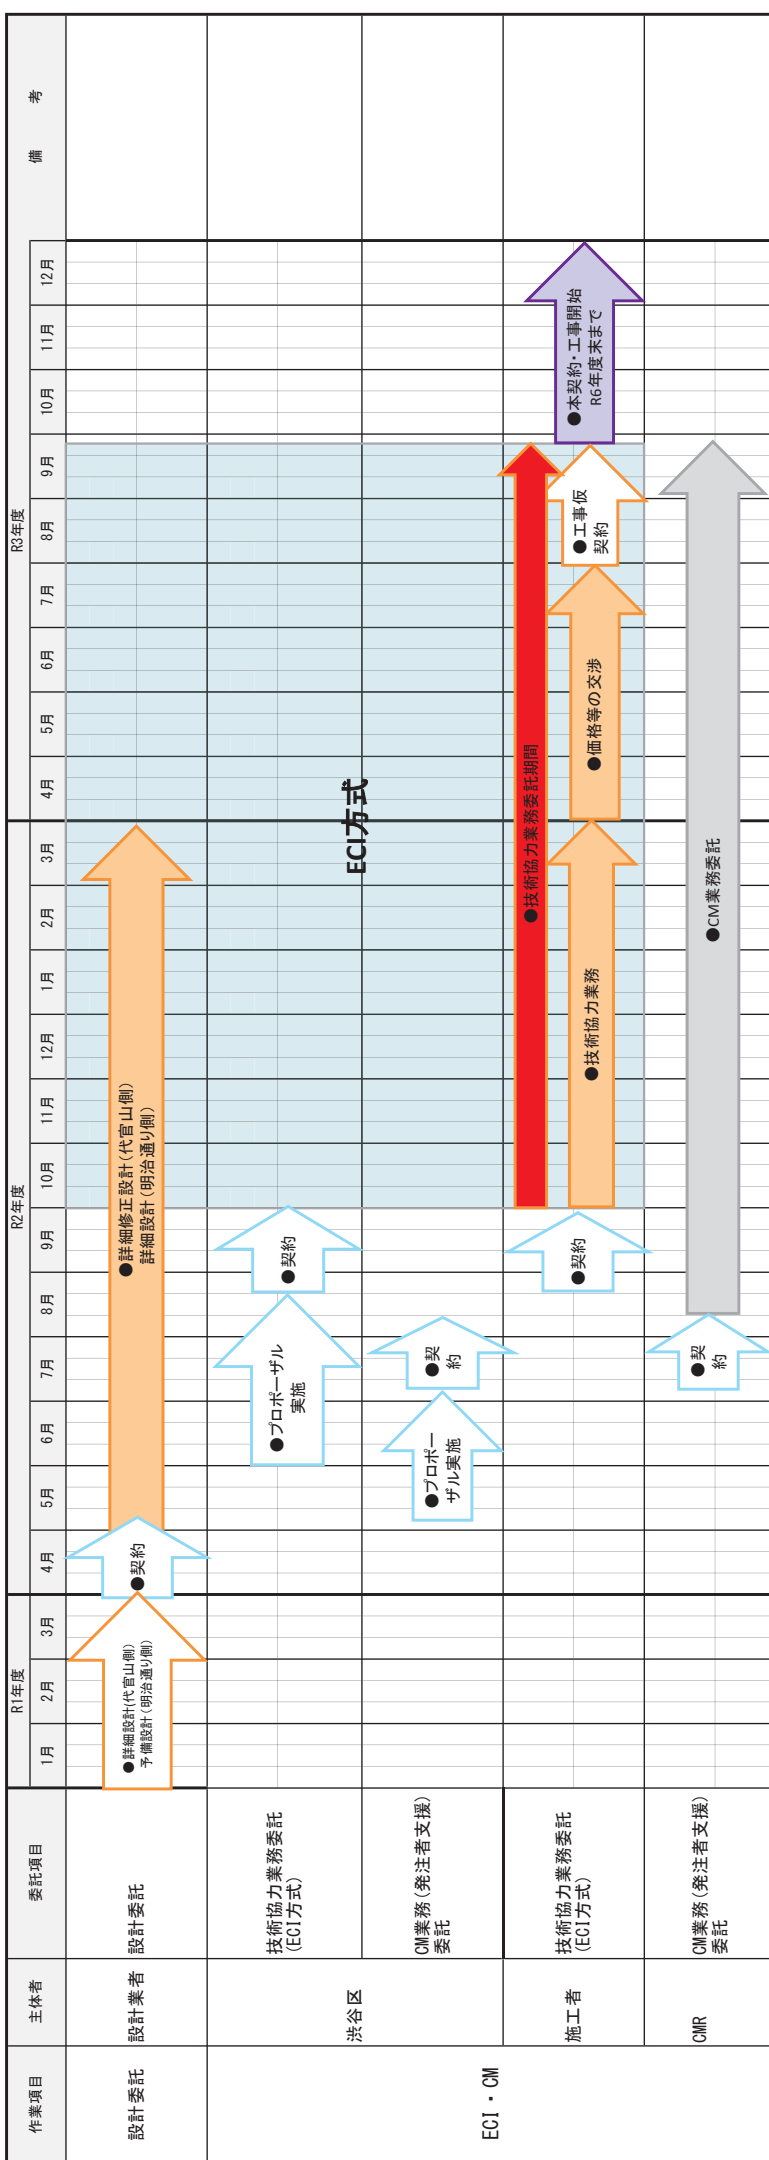 作業項目
主体者
委託項目
R1年度
R2年度
R3年度
備　考
1月
2月
3月
4月
5月
6月
7月
8月
9月
10月
11月
12月
1月
2月
3月
4月
5月
6月
7月
8月
9月
10月
11月
12月
設計委託
設計業者
設計委託
●詳細設計(代官山側)
予備設計(明治通り側)
●契約
●詳細修正設計(代官山側)
詳細設計(明治通り側)
ECI・CM
渋谷区
技術協力業務委託
(ECI方式)
●プロポーザル
実施
●契約
ECI方式
CM業務(発注者支援)
委託
●プロポー
ザル実施
●契
約
施工者
技術協力業務委託
(ECI方式)
●契約
●技術協力業務委託期間
●技術協力業務
●価格等の交渉
●工事仮
契約
●本契約・工事開始
R6年度末まで
CMR
CM業務(発注者支援)
委託
●契
約
●CM業務委託